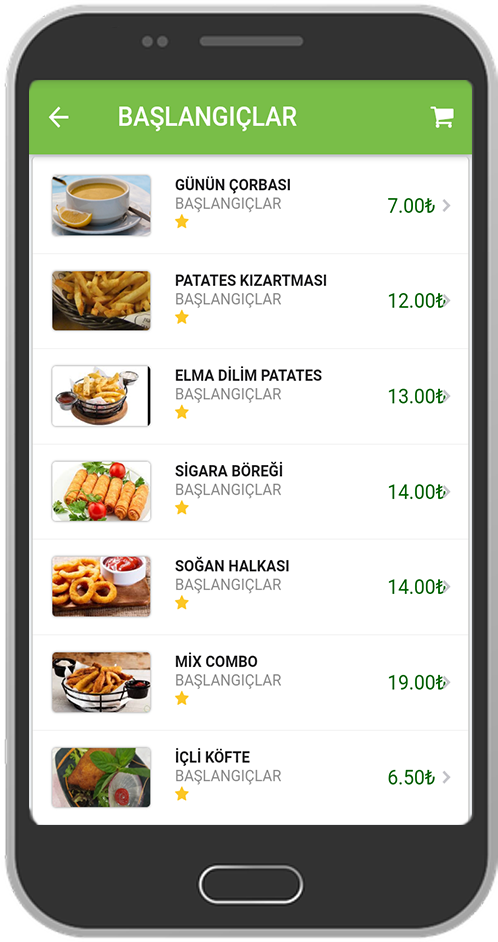 BAŞLANGIÇLAR
GÜNÜN ÇORBASI
BAŞLANGIÇLAR
7.00₺
PATATES KIZARTMASI
BAŞLANGIÇLAR
12.00₺
ELMA DİLİM PATATES
BAŞLANGIÇLAR
13.00₺
SİGARA BÖREĞİ
BAŞLANGIÇLAR
14.00₺
SOĞAN HALKASI
BAŞLANGIÇLAR
14.00₺
MİX COMBO
BAŞLANGIÇLAR
19.00₺
İÇLİ KÖFTE
BAŞLANGIÇLAR
6.50₺